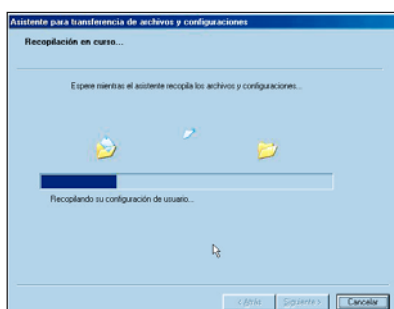 Asistente para transferencia de archivos y configuraciones
Recopilación en curso...
Espere mientras el asistente recopila los archivos y configuraciones...
Recopilando su configuración de usuario...
< Atrás Siguiente > Cancelar